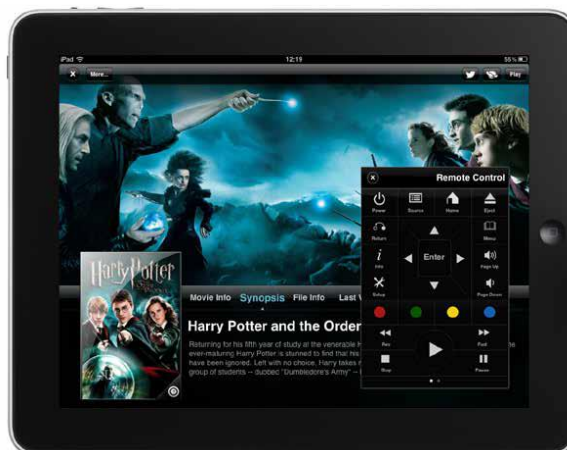 iPad
12:19
56%
More...
Play
Remote Control
Power
Source
Home
Eject
Return
Menu
Info
Enter
Page Up
Setup
Page Down
Harry Potter
Movie Info
Synopsis
File Info
Last
Harry Potter and the Order
Returning for his fifth year of study at the venerable
ever-maturing Harry Potter is stunned to find that his
have been ignored. Left with no choice, Harry takes
group of students -- dubbed "Dumbledore's Army" --
Rev
Fwd
Stop
Pause